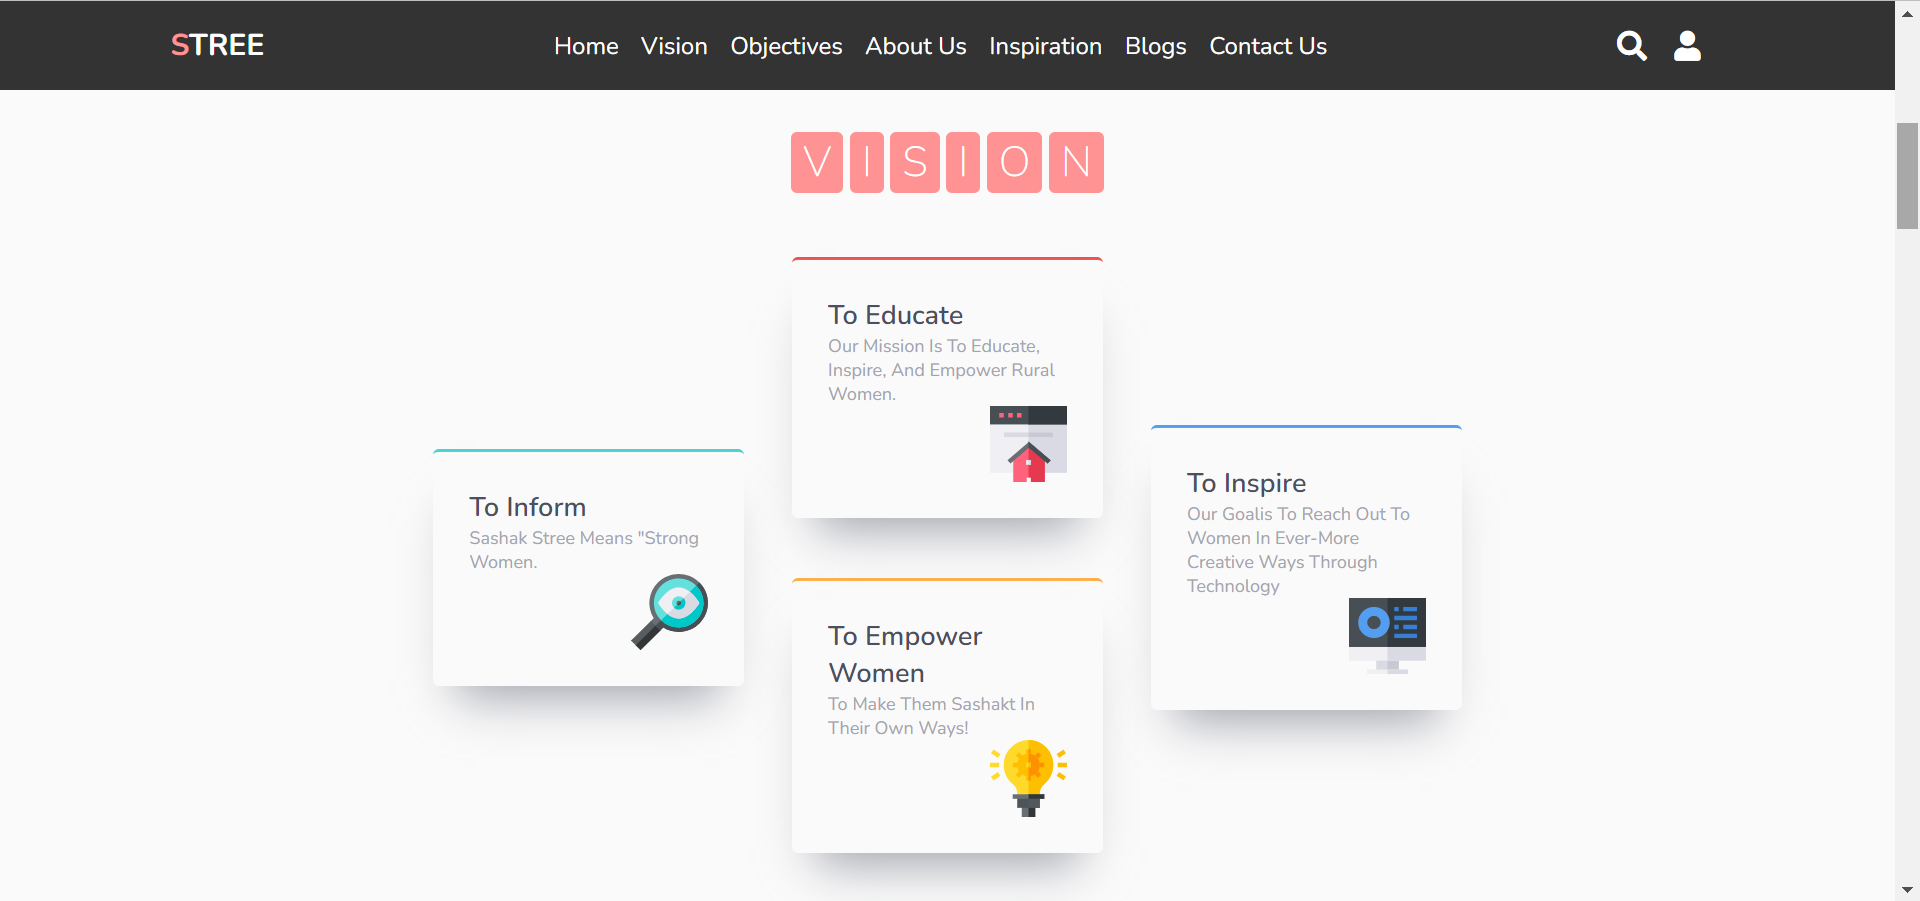 STREE
Home Vision Objectives About Us Inspiration Blogs Contact Us
VISION
To Educate
Our Mission Is To Educate,
Inspire, And Empower Rural
Women.
To Inform
Sashak Stree Means "Strong
Women.
To Empower
Women
To Make Them Sashakt In
Their Own Ways!
To Inspire
Our Goalis To Reach Out To
Women In Ever-More
Creative Ways Through
Technology